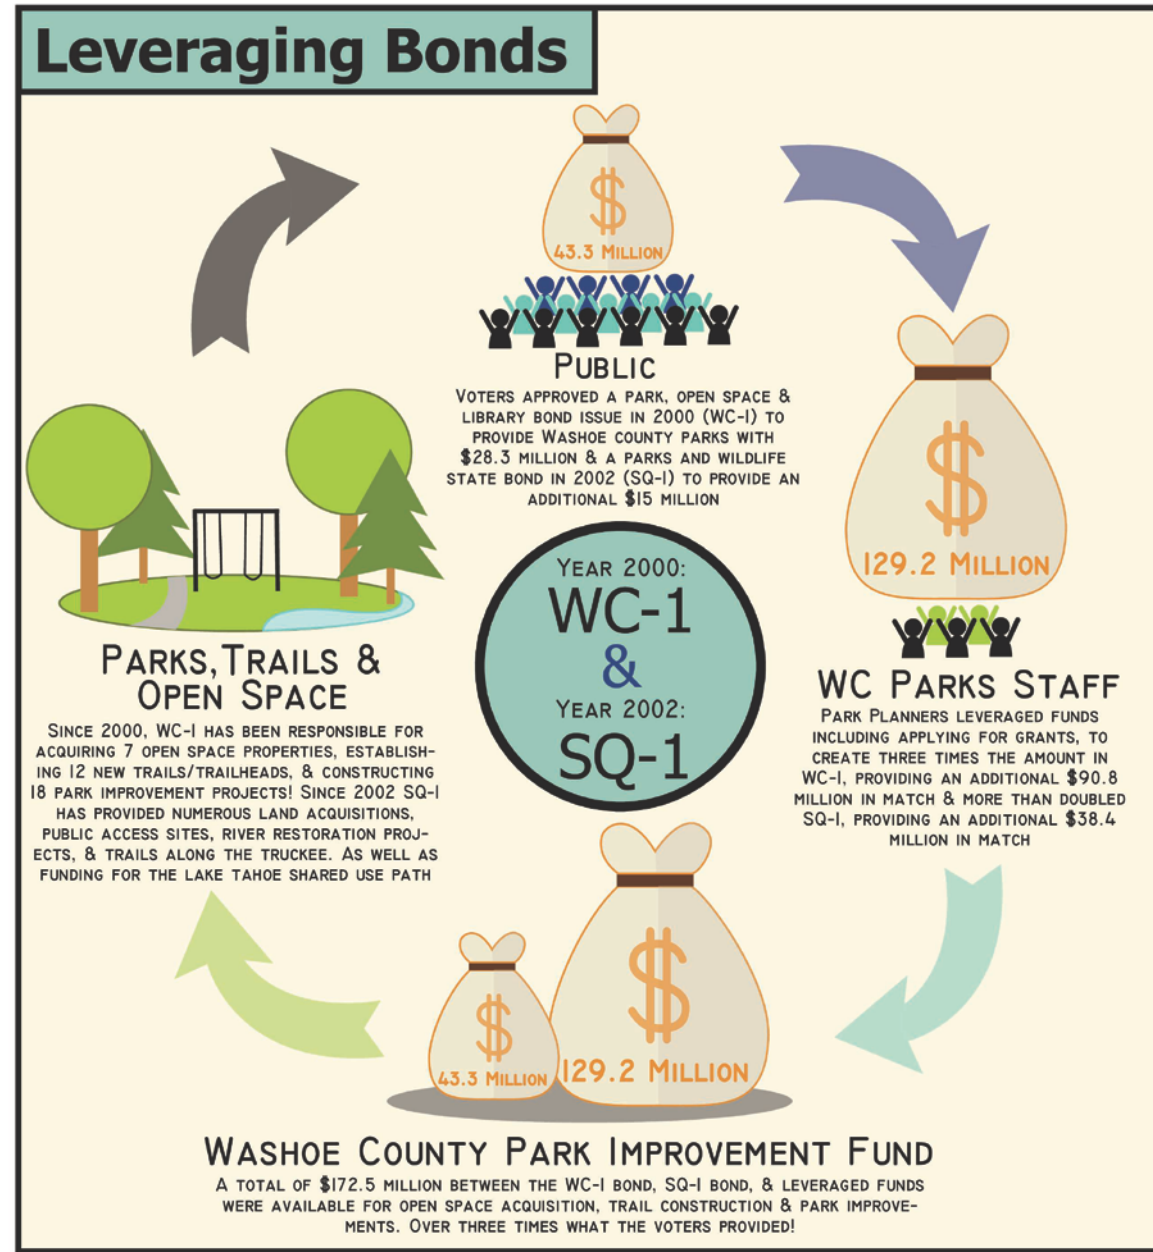 Leveraging Bonds
$
43.3 MILLION
PUBLIC
VOTERS APPROVED A PARK, OPEN SPACE &
LIBRARY BOND ISSUE IN 2000 (WC-1) TO
PROVIDE WASHOE COUNTY PARKS WITH
$28.3 MILLION & A PARKS AND WILDLIFE
STATE BOND IN 2002 (SQ-1) TO PROVIDE AN
ADDITIONAL $15 MILLION
$
129.2 MILLION
WC PARKS STAFF
PARK PLANNERS LEVERAGED FUNDS
INCLUDING APPLYING FOR GRANTS, TO
CREATE THREE TIMES THE AMOUNT IN
WC-1, PROVIDING AN ADDITIONAL $90.8
MILLION IN MATCH & MORE THAN DOUBLED
SQ-1, PROVIDING AN ADDITIONAL $38.4
MILLION IN MATCH
YEAR 2000:
WC-1
&
YEAR 2002:
SQ-1
PARKS, TRAILS &
OPEN SPACE
SINCE 2000, WC-1 HAS BEEN RESPONSIBLE FOR
ACQUIRING 7 OPEN SPACE PROPERTIES, ESTABLISH-
ING 12 NEW TRAILS/TRAILHEADS, & CONSTRUCTING
18 PARK IMPROVEMENT PROJECTS! SINCE 2002 SQ-1
HAS PROVIDED NUMEROUS LAND ACQUISITIONS,
PUBLIC ACCESS SITES, RIVER RESTORATION PROJ-
ECTS, & TRAILS ALONG THE TRUCKEE. AS WELL AS
FUNDING FOR THE LAKE TAHOE SHARED USE PATH
$
43.3 MILLION
$
129.2 MILLION
WASHOE COUNTY PARK IMPROVEMENT FUND
A TOTAL OF $172.5 MILLION BETWEEN THE WC-1 BOND, SQ-1 BOND, & LEVERAGED FUNDS
WERE AVAILABLE FOR OPEN SPACE ACQUISITION, TRAIL CONSTRUCTION & PARK IMPROVE-
MENTS. OVER THREE TIMES WHAT THE VOTERS PROVIDED!